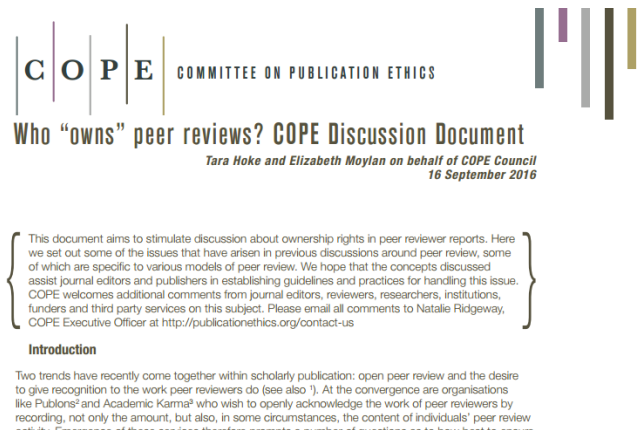 COPE COMMITTEE ON PUBLICATION ETHICS
Who “owns” peer reviews? COPE Discussion Document
Tara Hoke and Elizabeth Moylan on behalf of COPE Council
16 September 2016
This document aims to stimulate discussion about ownership rights in peer reviewer reports. Here
we set out some of the issues that have arisen in previous discussions around peer review, some
of which are specific to various models of peer review. We hope that the concepts discussed
assist journal editors and publishers in establishing guidelines and practices for handling this issue.
COPE welcomes additional comments from journal editors, reviewers, researchers, institutions,
funders and third party services on this subject. Please email all comments to Natalie Ridgeway,
COPE Executive Officer at http://publicationethics.org/contact-us
Introduction
Two trends have recently come together within scholarly publication: open peer review and the desire
to give recognition to the work peer reviewers do (see also ¹). At the convergence are organisations
like Publons² and Academic Karma³ who wish to openly acknowledge the work of peer reviewers by
recording, not only the amount, but also, in some circumstances, the content of individuals’ peer review